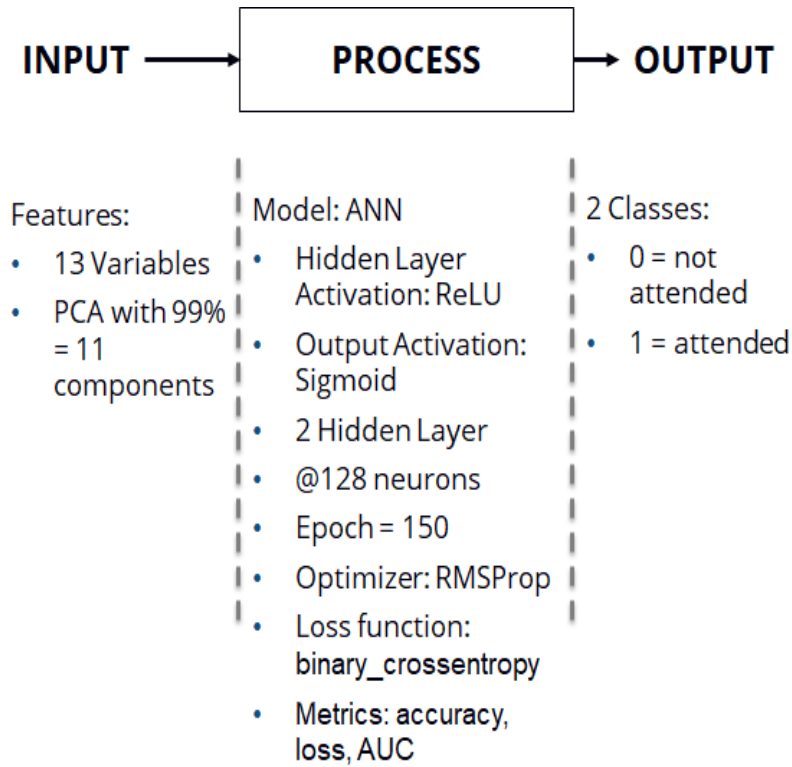 INPUT
PROCESS
OUTPUT
Features:
• 13 Variables
• PCA with 99%
= 11
components
Model: ANN
• Hidden Layer
Activation: ReLU
• Output Activation:
Sigmoid
• 2 Hidden Layer
• @128 neurons
• Epoch = 150
• Optimizer: RMSProp
• Loss function:
binary_crossentropy
• Metrics: accuracy,
loss, AUC
2 Classes:
• 0 = not
attended
• 1 = attended